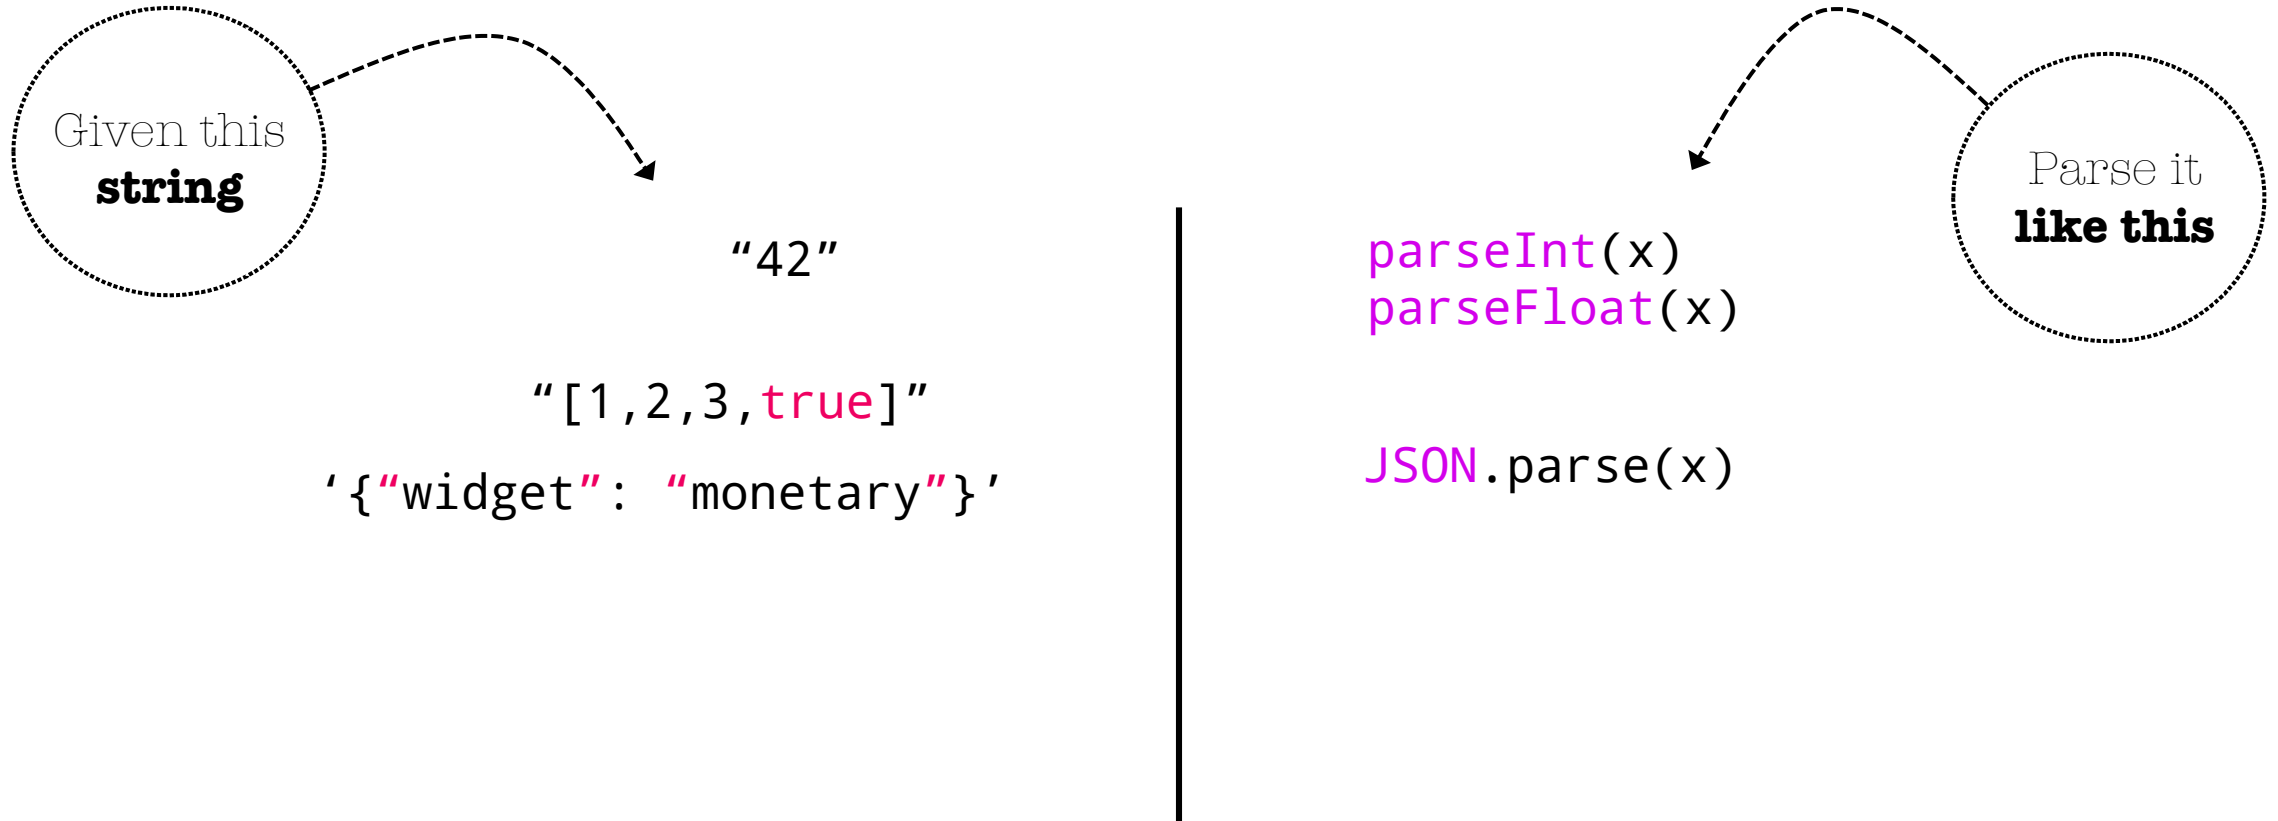 Given this
string
“42”
“[1,2,3,true]”
‘{“widget”: “monetary”}’
Parse it
like this
parseInt(x)
parseFloat(x)
JSON.parse(x)